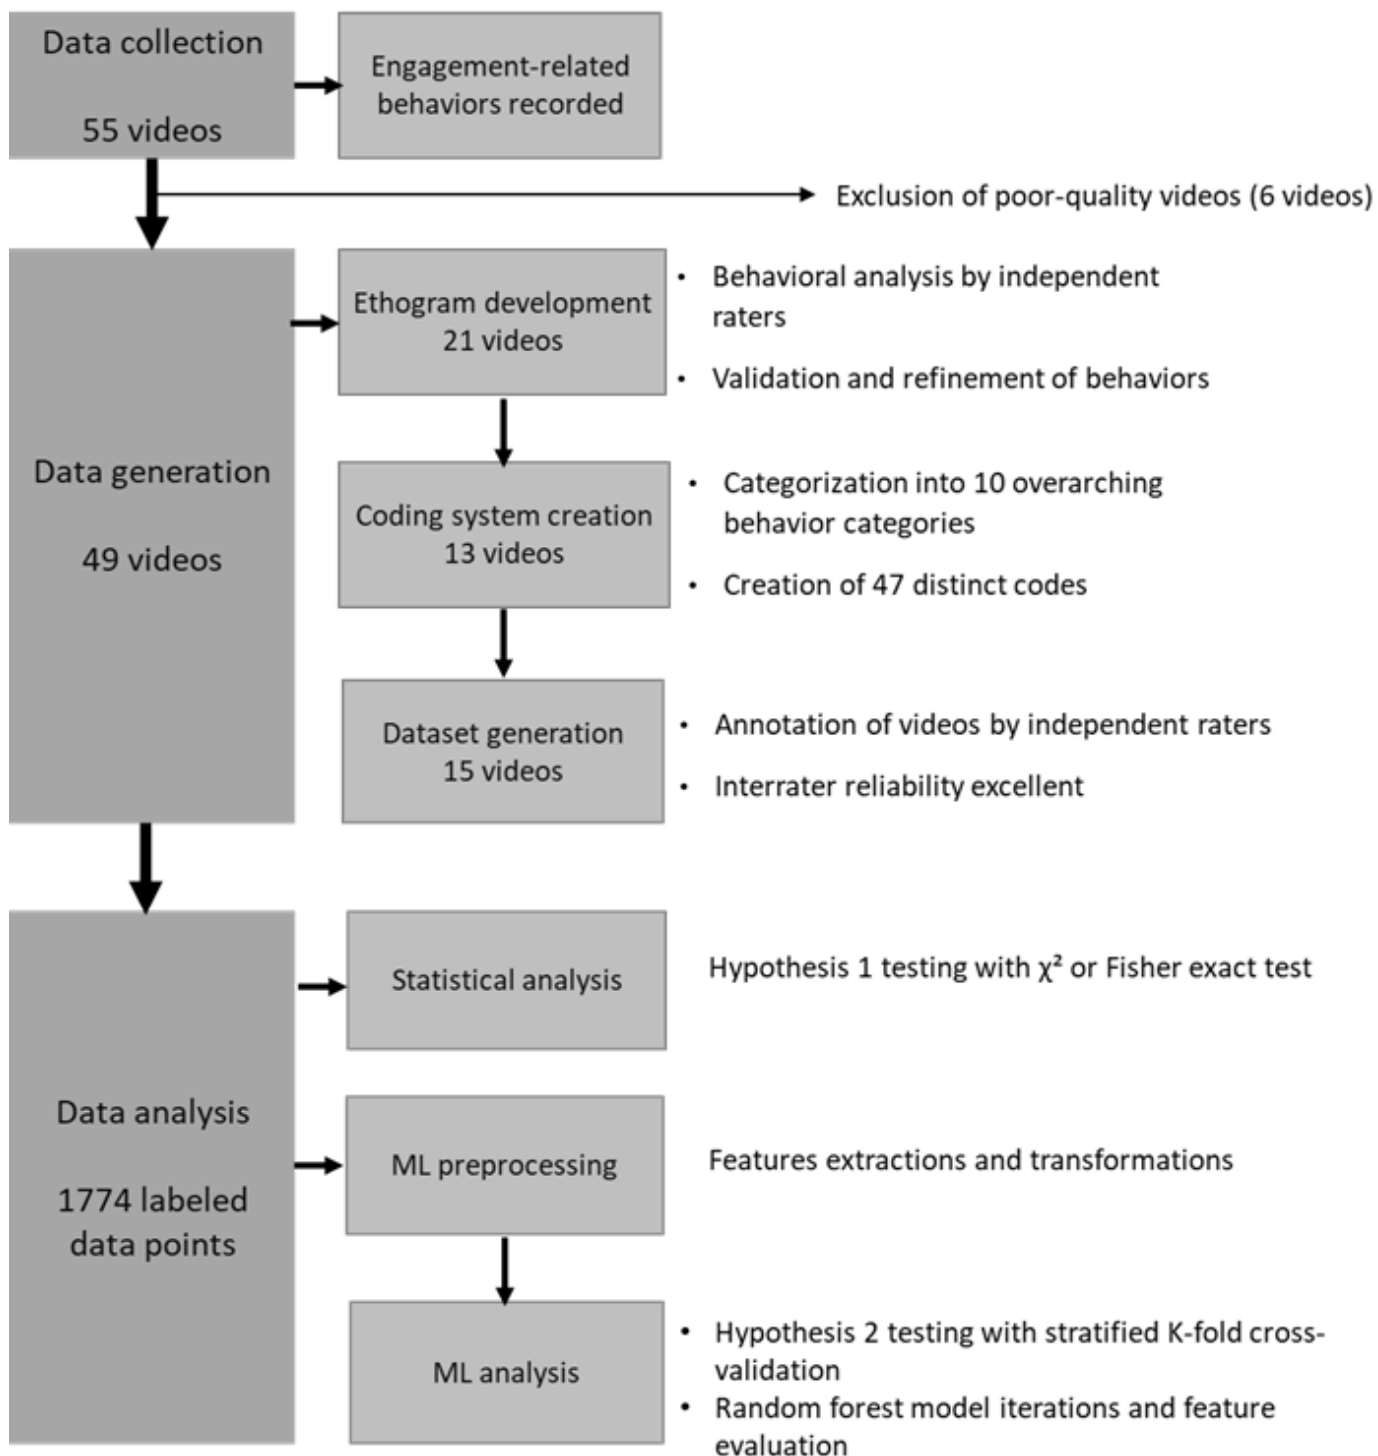 Data collection
55 videos
Engagement-related
behaviors recorded
Exclusion of poor-quality videos (6 videos)
Data generation
49 videos
Ethogram development
21 videos
• Behavioral analysis by independent
raters
• Validation and refinement of behaviors
Coding system creation
13 videos
• Categorization into 10 overarching
behavior categories
• Creation of 47 distinct codes
Dataset generation
15 videos
• Annotation of videos by independent raters
• Interrater reliability excellent
Data analysis
1774 labeled
data points
Statistical analysis
Hypothesis 1 testing with χ² or Fisher exact test
ML preprocessing
Features extractions and transformations
ML analysis
• Hypothesis 2 testing with stratified K-fold cross-
validation
• Random forest model iterations and feature
evaluation